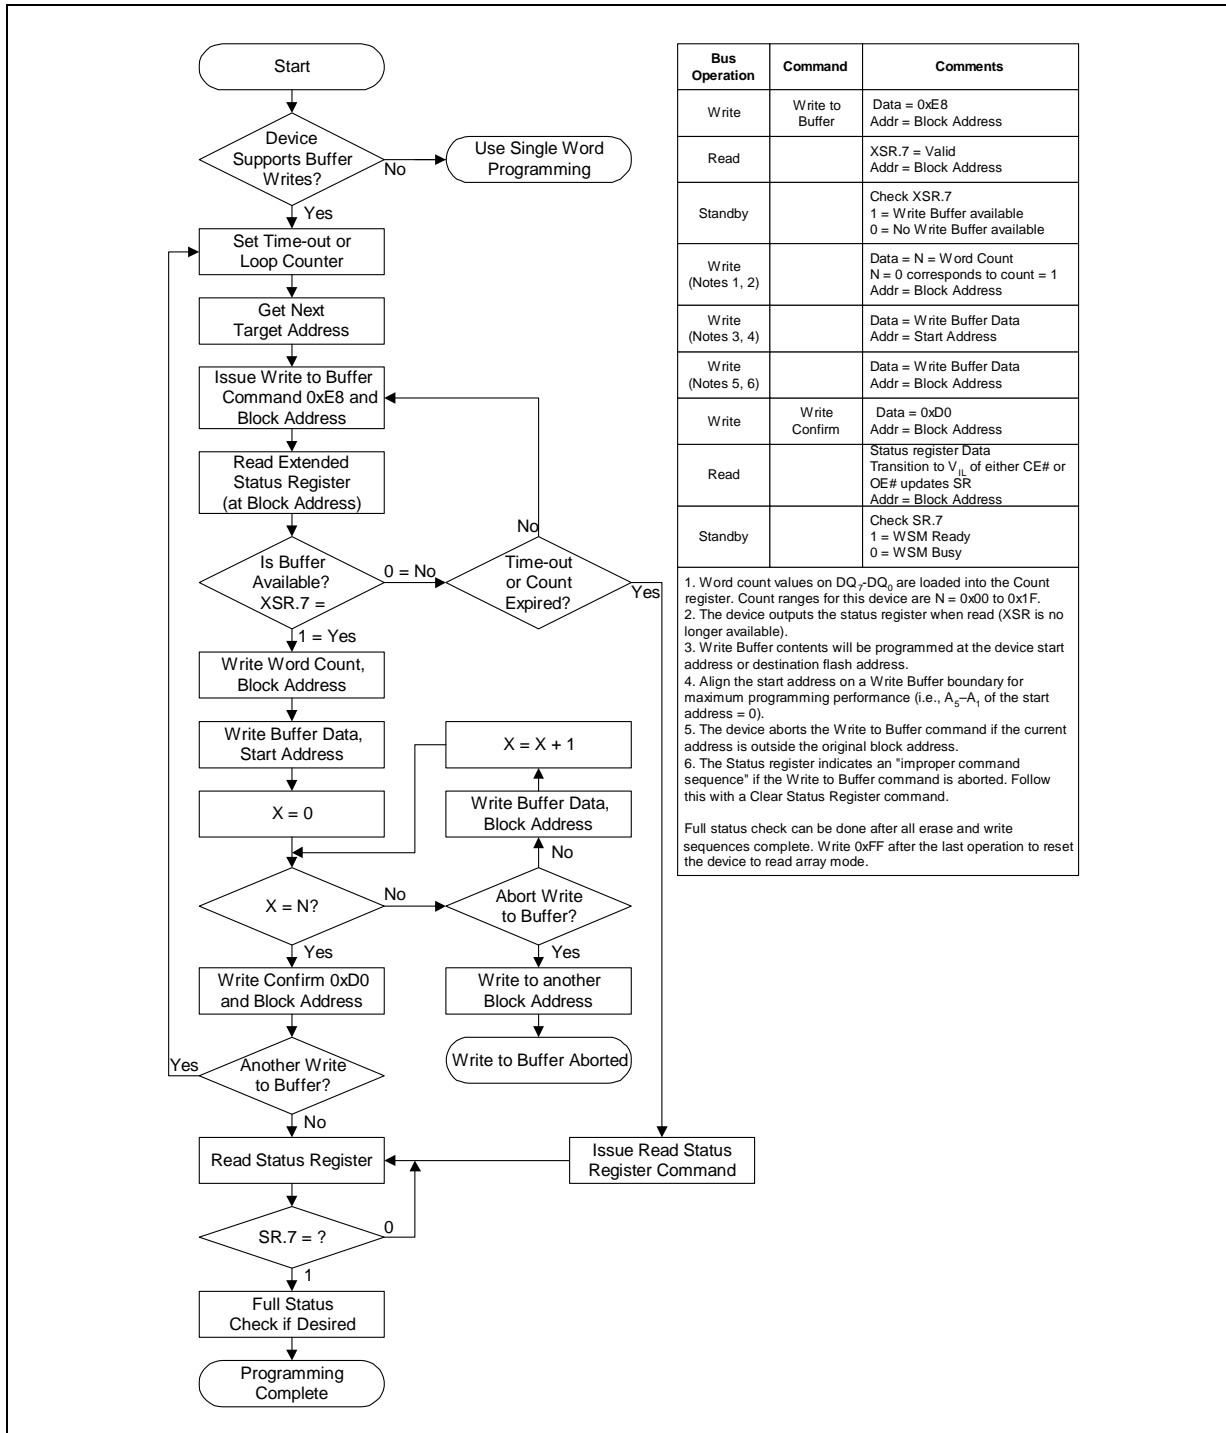 Start
Device
Supports Buffer
Writes?
No
Use Single Word
Programming
Yes
Set Time-out or
Loop Counter
Get Next
Target Address
Issue Write to Buffer
Command 0xE8 and
Block Address
Read Extended
Status Register
(at Block Address)
No
Is Buffer
Available?
XSR.7 =
0 = No
Time-out
or Count
Expired?
Yes
1 = Yes
Write Word Count,
Block Address
Write Buffer Data,
Start Address
X = X + 1
X = 0
Write Buffer Data,
Block Address
No
X = N?
No
Abort Write
to Buffer?
Yes
Yes
Write Confirm 0xD0
and Block Address
Write to another
Block Address
Yes
Another Write
to Buffer?
Write to Buffer Aborted
No
Read Status Register
Issue Read Status
Register Command
SR.7 = ?
0
1
Full Status
Check if Desired
Programming
Complete
Bus
Operation
Command
Comments
Write
Write to
Buffer
Data = 0xE8
Addr = Block Address
Read
XSR.7 = Valid
Addr = Block Address
Standby
Check XSR.7
1 = Write Buffer available
0 = No Write Buffer available
Write
(Notes 1, 2)
Data = N = Word Count
N = 0 corresponds to count = 1
Addr = Block Address
Write
(Notes 3, 4)
Data = Write Buffer Data
Addr = Start Address
Write
(Notes 5, 6)
Data = Write Buffer Data
Addr = Block Address
Write
Write
Confirm
Data = 0xD0
Addr = Block Address
Read
Status register Data
Transition to V_IL of either CE# or
OE# updates SR
Addr = Block Address
Standby
Check SR.7
1 = WSM Ready
0 = WSM Busy
1. Word count values on DQ₇-DQ₀ are loaded into the Count
register. Count ranges for this device are N = 0x00 to 0x1F.
2. The device outputs the status register when read (XSR is no
longer available).
3. Write Buffer contents will be programmed at the device start
address or destination flash address.
4. Align the start address on a Write Buffer boundary for
maximum programming performance (i.e., A₅–A₁ of the start
address = 0).
5. The device aborts the Write to Buffer command if the current
address is outside the original block address.
6. The Status register indicates an "improper command
sequence" if the Write to Buffer command is aborted. Follow
this with a Clear Status Register command.
Full status check can be done after all erase and write
sequences complete. Write 0xFF after the last operation to reset
the device to read array mode.